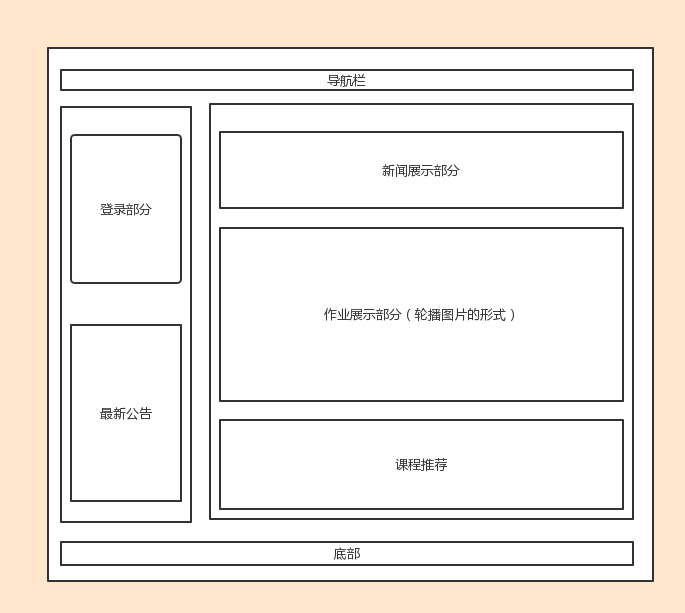 导航栏
登录部分
最新公告
新闻展示部分
作业展示部分（轮播图片的形式）
课程推荐
底部